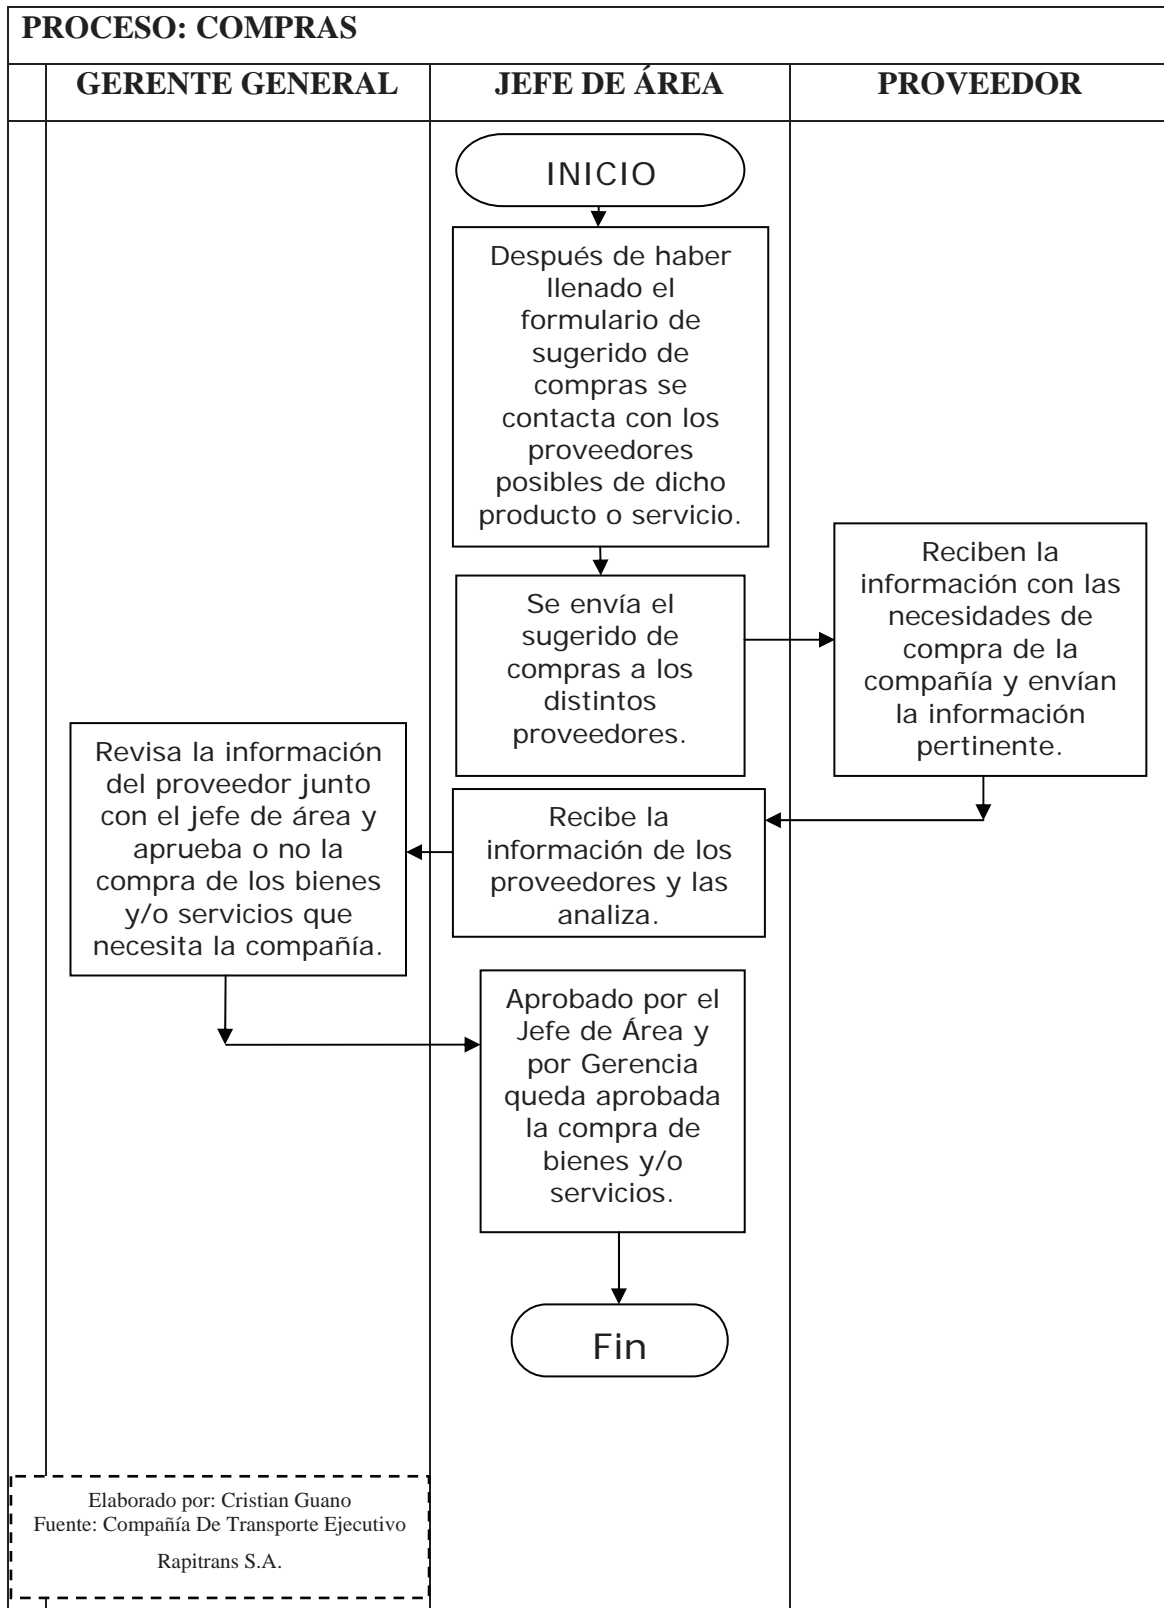 PROCESO: COMPRAS
GERENTE GENERAL
JEFE DE ÁREA
PROVEEDOR
INICIO
Después de haber
llenado el
formulario de
sugerido de
compras se
contacta con los
proveedores
posibles de dicho
producto o servicio.
Se envía el
sugerido de
compras a los
distintos
proveedores.
Reciben la
información con las
necesidades de
compra de la
compañía y envían
la información
pertinente.
Recibe la
información de los
proveedores y las
analiza.
Revisa la información
del proveedor junto
con el jefe de área y
aprueba o no la
compra de los bienes
y/o servicios que
necesita la compañía.
Aprobado por el
Jefe de Área y
por Gerencia
queda aprobada
la compra de
bienes y/o
servicios.
Fin
Elaborado por: Cristian Guano
Fuente: Compañía De Transporte Ejecutivo
Rapitrans S.A.